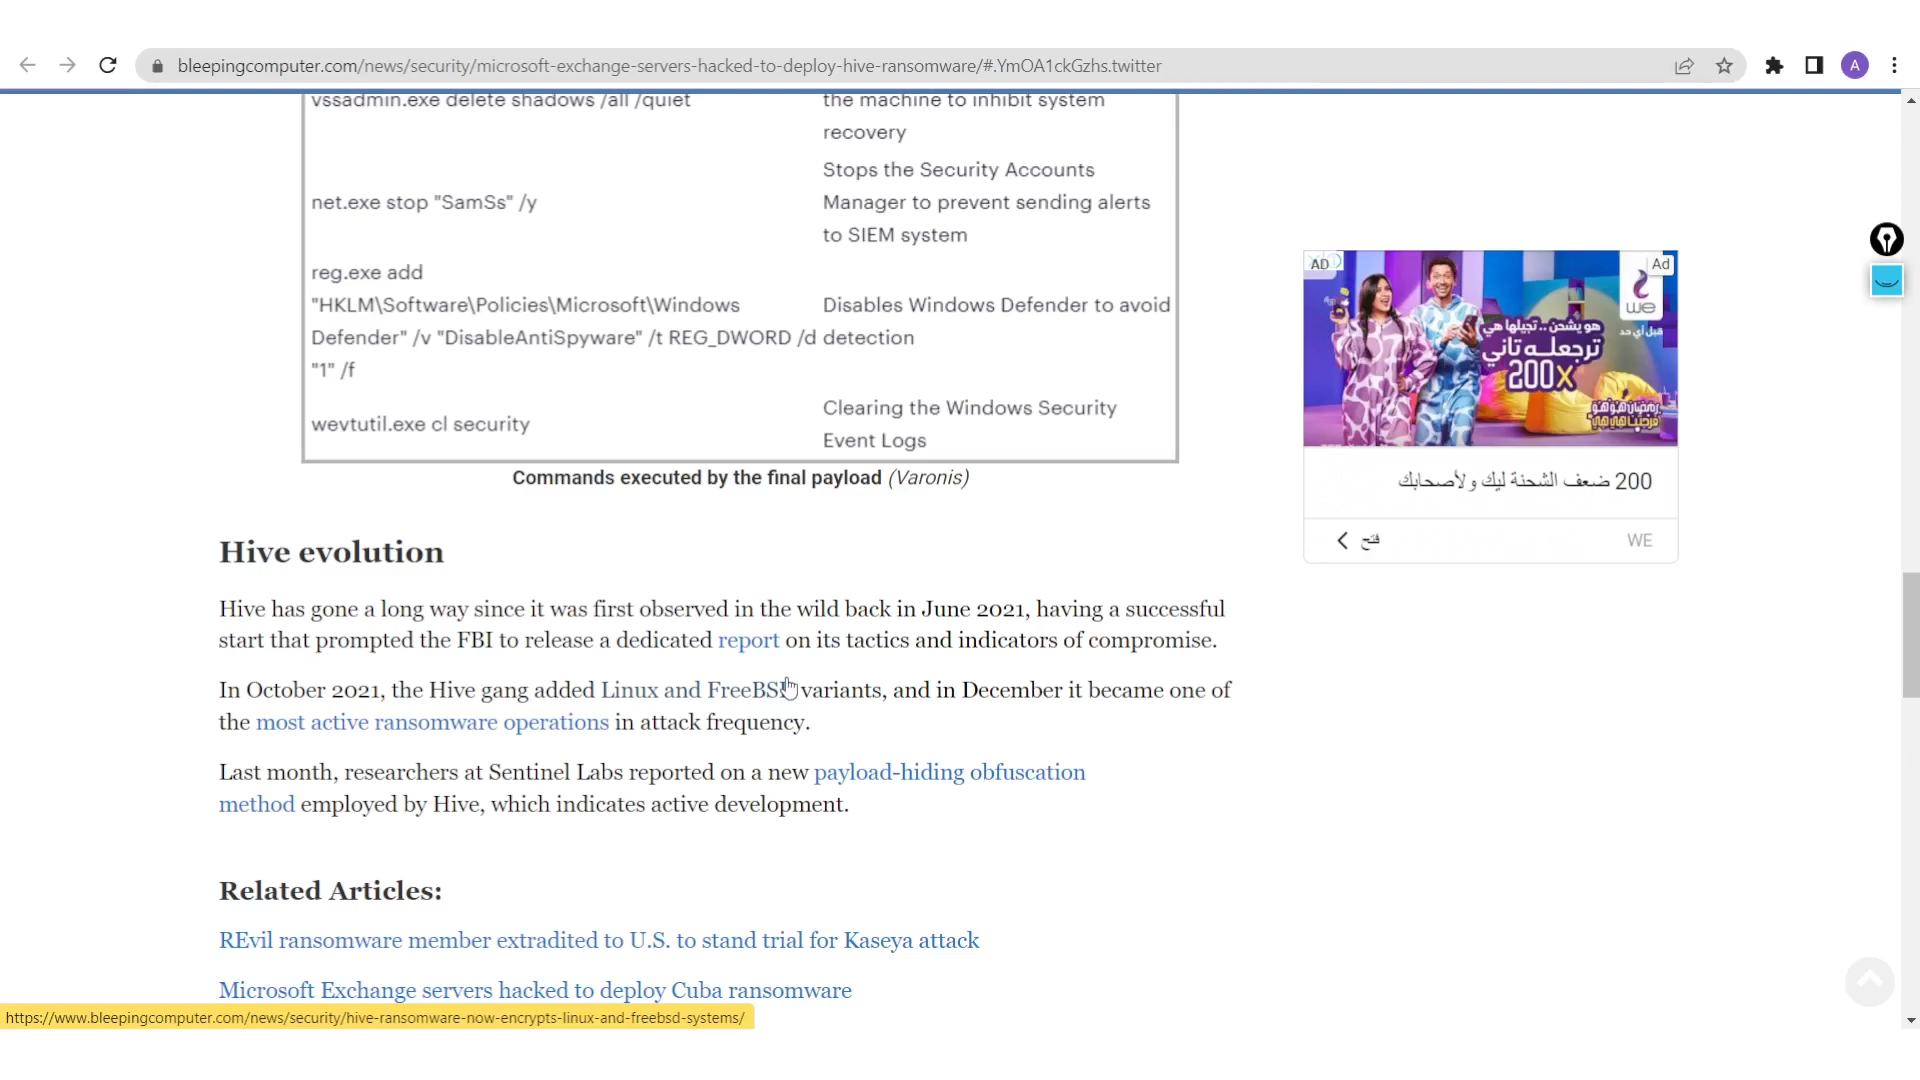 bleepingcomputer.com/news/security/microsoft-exchange-servers-hacked-to-deploy-hive-ransomware/#.YmOA1ckGzhs.twitter
A
vssadmin.exe delete shadows /all /quiet
the machine to inhibit system
recovery
net.exe stop "SamSs" /y
Stops the Security Accounts
Manager to prevent sending alerts
to SIEM system
reg.exe add
"HKLM\Software\Policies\Microsoft\Windows
Defender" /v "DisableAntiSpyware" /t REG_DWORD /d
"1" /f
Disables Windows Defender to avoid
detection
wevtutil.exe cl security
Clearing the Windows Security
Event Logs
Commands executed by the final payload (Varonis)
AD
Ad
we
قبل أي حد
هو يشحن .. تجيلها هي
ترجعله تاني
200X
200 ضعف الشحنة ليك ولأصحابك
فتح
WE
Hive evolution
Hive has gone a long way since it was first observed in the wild back in June 2021, having a successful
start that prompted the FBI to release a dedicated report on its tactics and indicators of compromise.
In October 2021, the Hive gang added Linux and FreeBSD variants, and in December it became one of
the most active ransomware operations in attack frequency.
Last month, researchers at Sentinel Labs reported on a new payload-hiding obfuscation
method employed by Hive, which indicates active development.
Related Articles:
REvil ransomware member extradited to U.S. to stand trial for Kaseya attack
Microsoft Exchange servers hacked to deploy Cuba ransomware
https://www.bleepingcomputer.com/news/security/hive-ransomware-now-encrypts-linux-and-freebsd-systems/